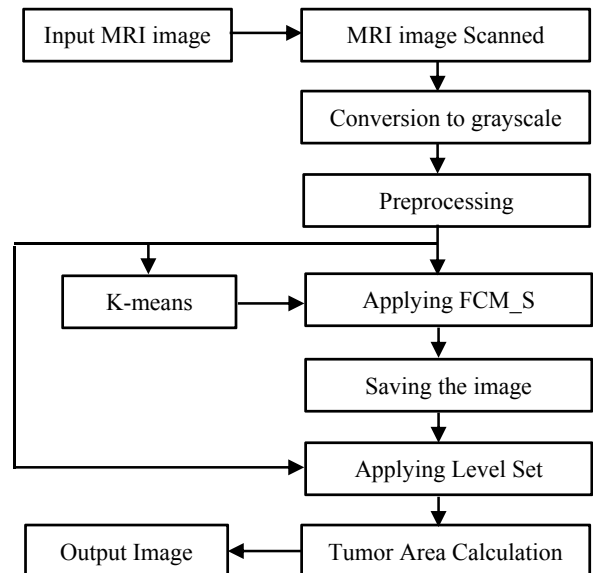 Input MRI image
MRI image Scanned
Conversion to grayscale
Preprocessing
K-means
Applying FCM_S
Saving the image
Applying Level Set
Output Image
Tumor Area Calculation